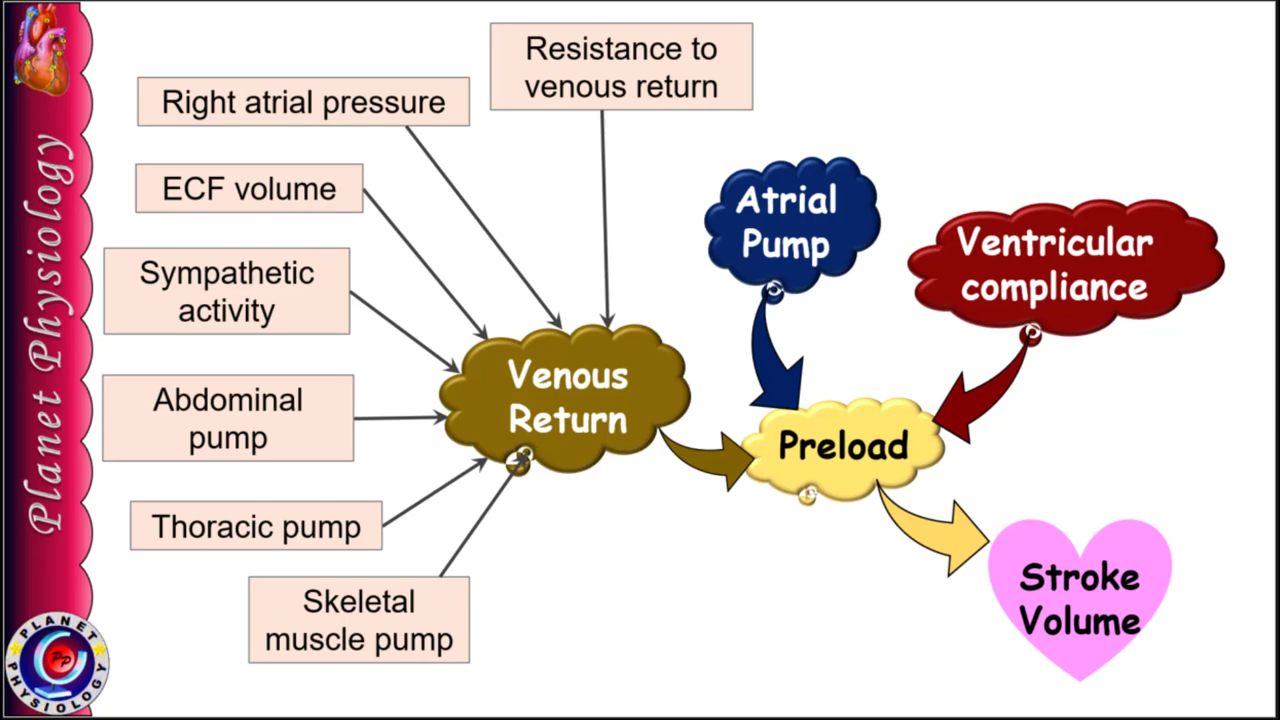 Planet Physiology
Resistance to
venous return
Right atrial pressure
ECF volume
Sympathetic
activity
Abdominal
pump
Thoracic pump
Skeletal
muscle pump
Venous
Return
Atrial
Pump
Ventricular
compliance
Preload
Stroke
Volume
PLANET
PHYSIOLOGY
PP